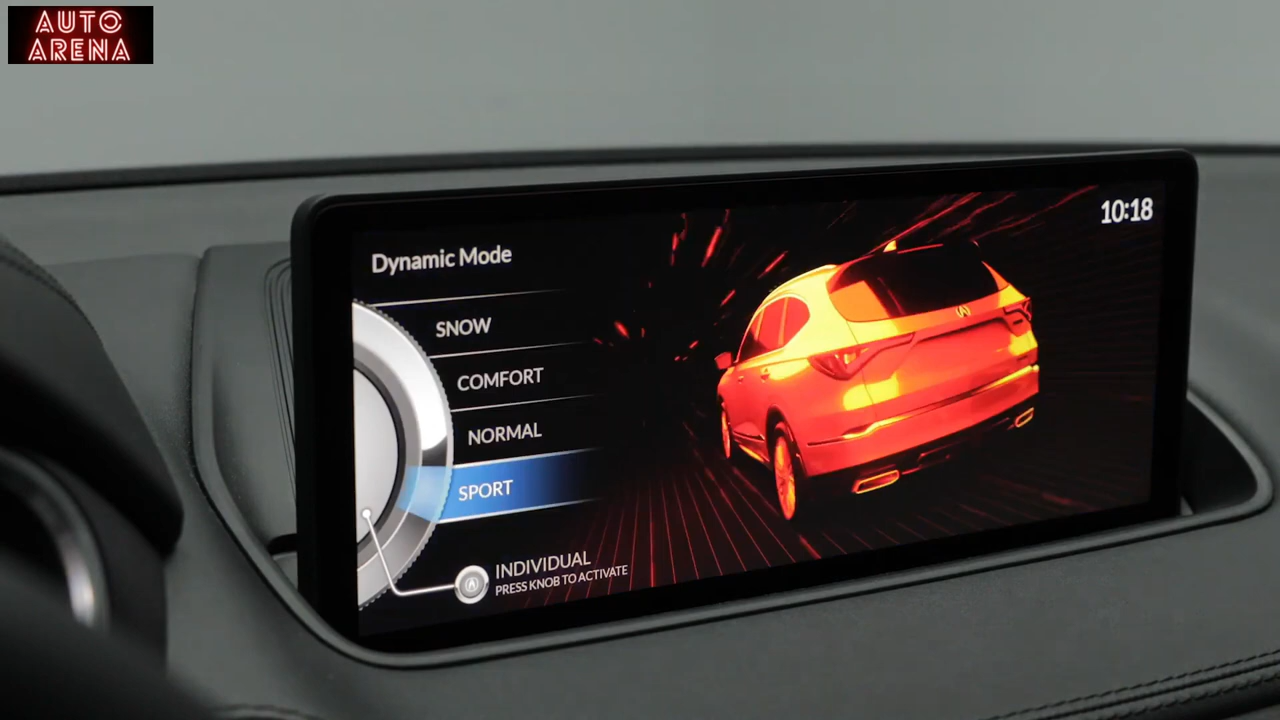 AUTO
ARENA
10:18
Dynamic Mode
SNOW
COMFORT
NORMAL
SPORT
INDIVIDUAL
PRESS KNOB TO ACTIVATE